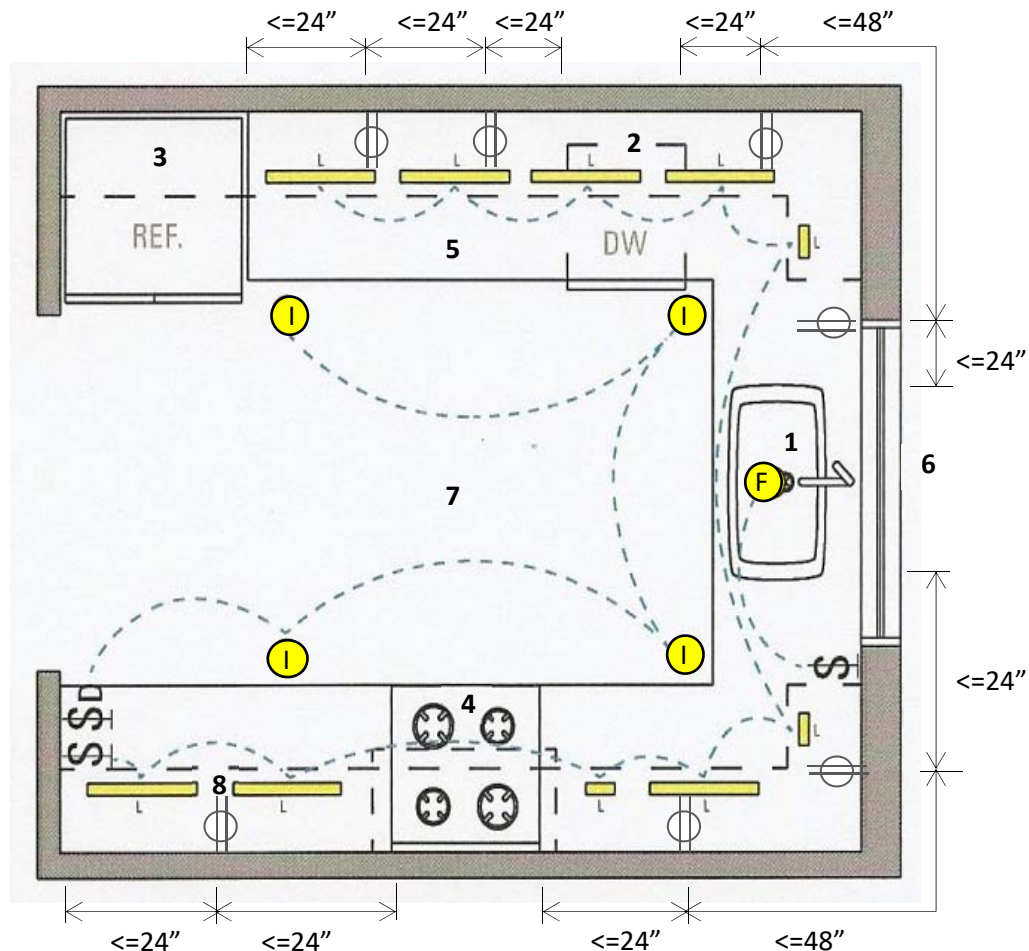 <=24” <=24” <=24” <=24” <=48”
3 2
L L L L
REF. 5 DW L
I I
<=24”
1
7 F 6
I I
S
<=24”
S D
4
S
L
8
L L L L
<=24” <=24” <=24” <=48”